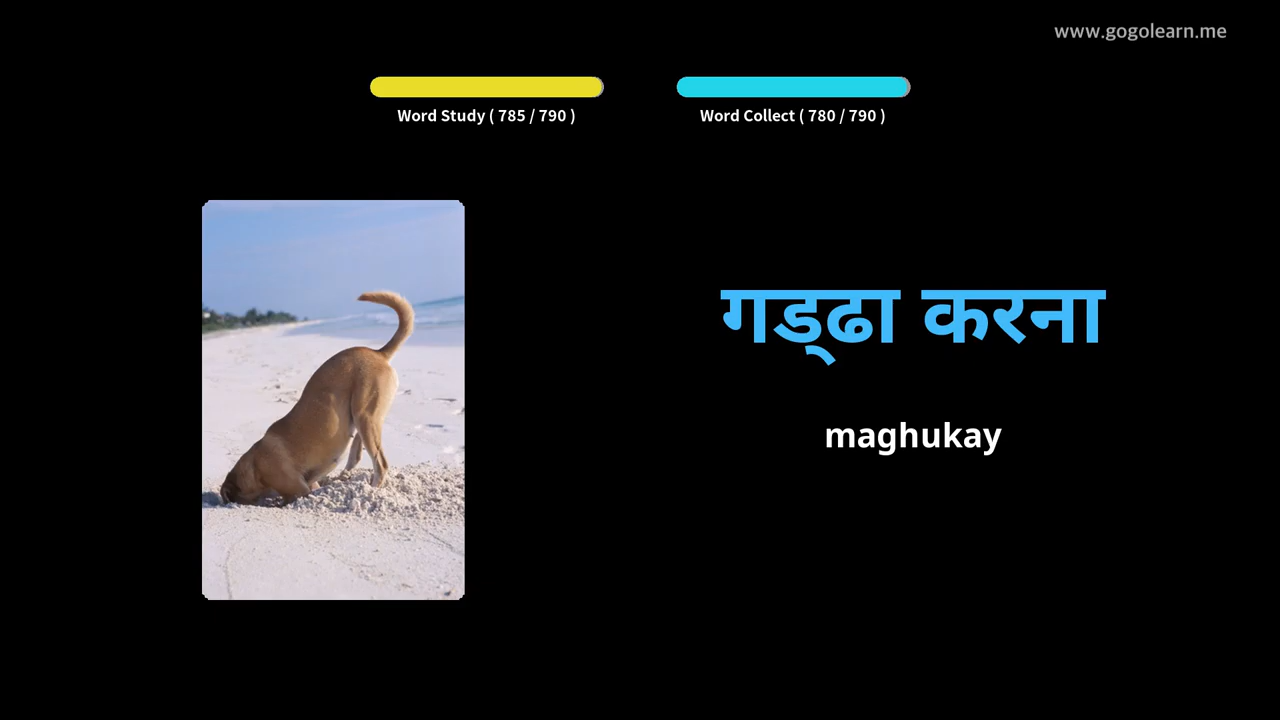 www.gogolearn.me
Word Study ( 785 / 790 )
Word Collect ( 780 / 790 )
गड्ढा करना
maghukay